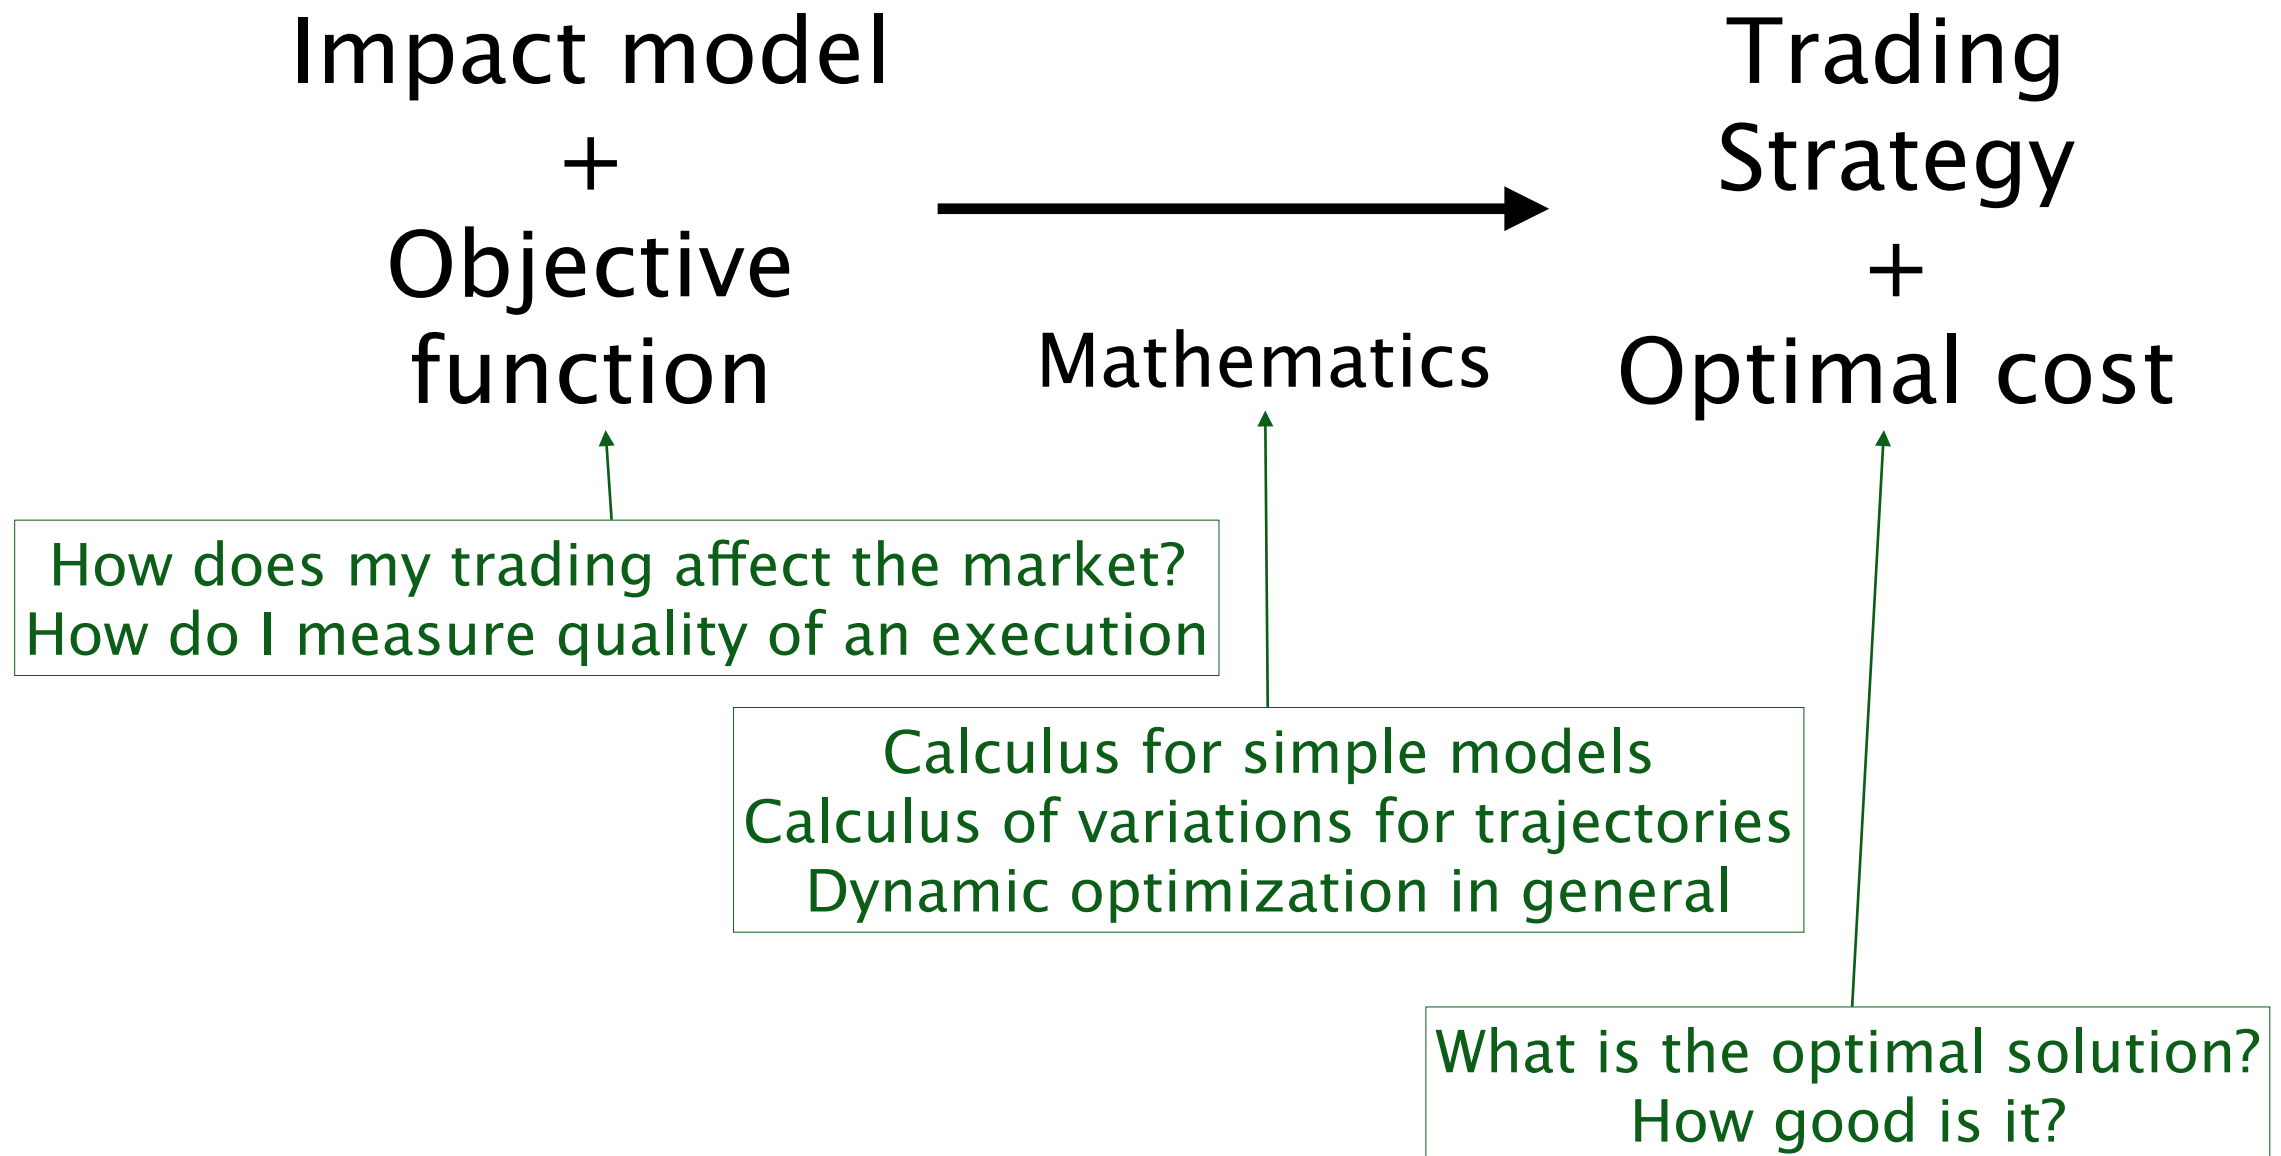 Impact model
+
Objective
function
Mathematics
Trading
Strategy
+
Optimal cost
How does my trading affect the market?
How do I measure quality of an execution
Calculus for simple models
Calculus of variations for trajectories
Dynamic optimization in general
What is the optimal solution?
How good is it?